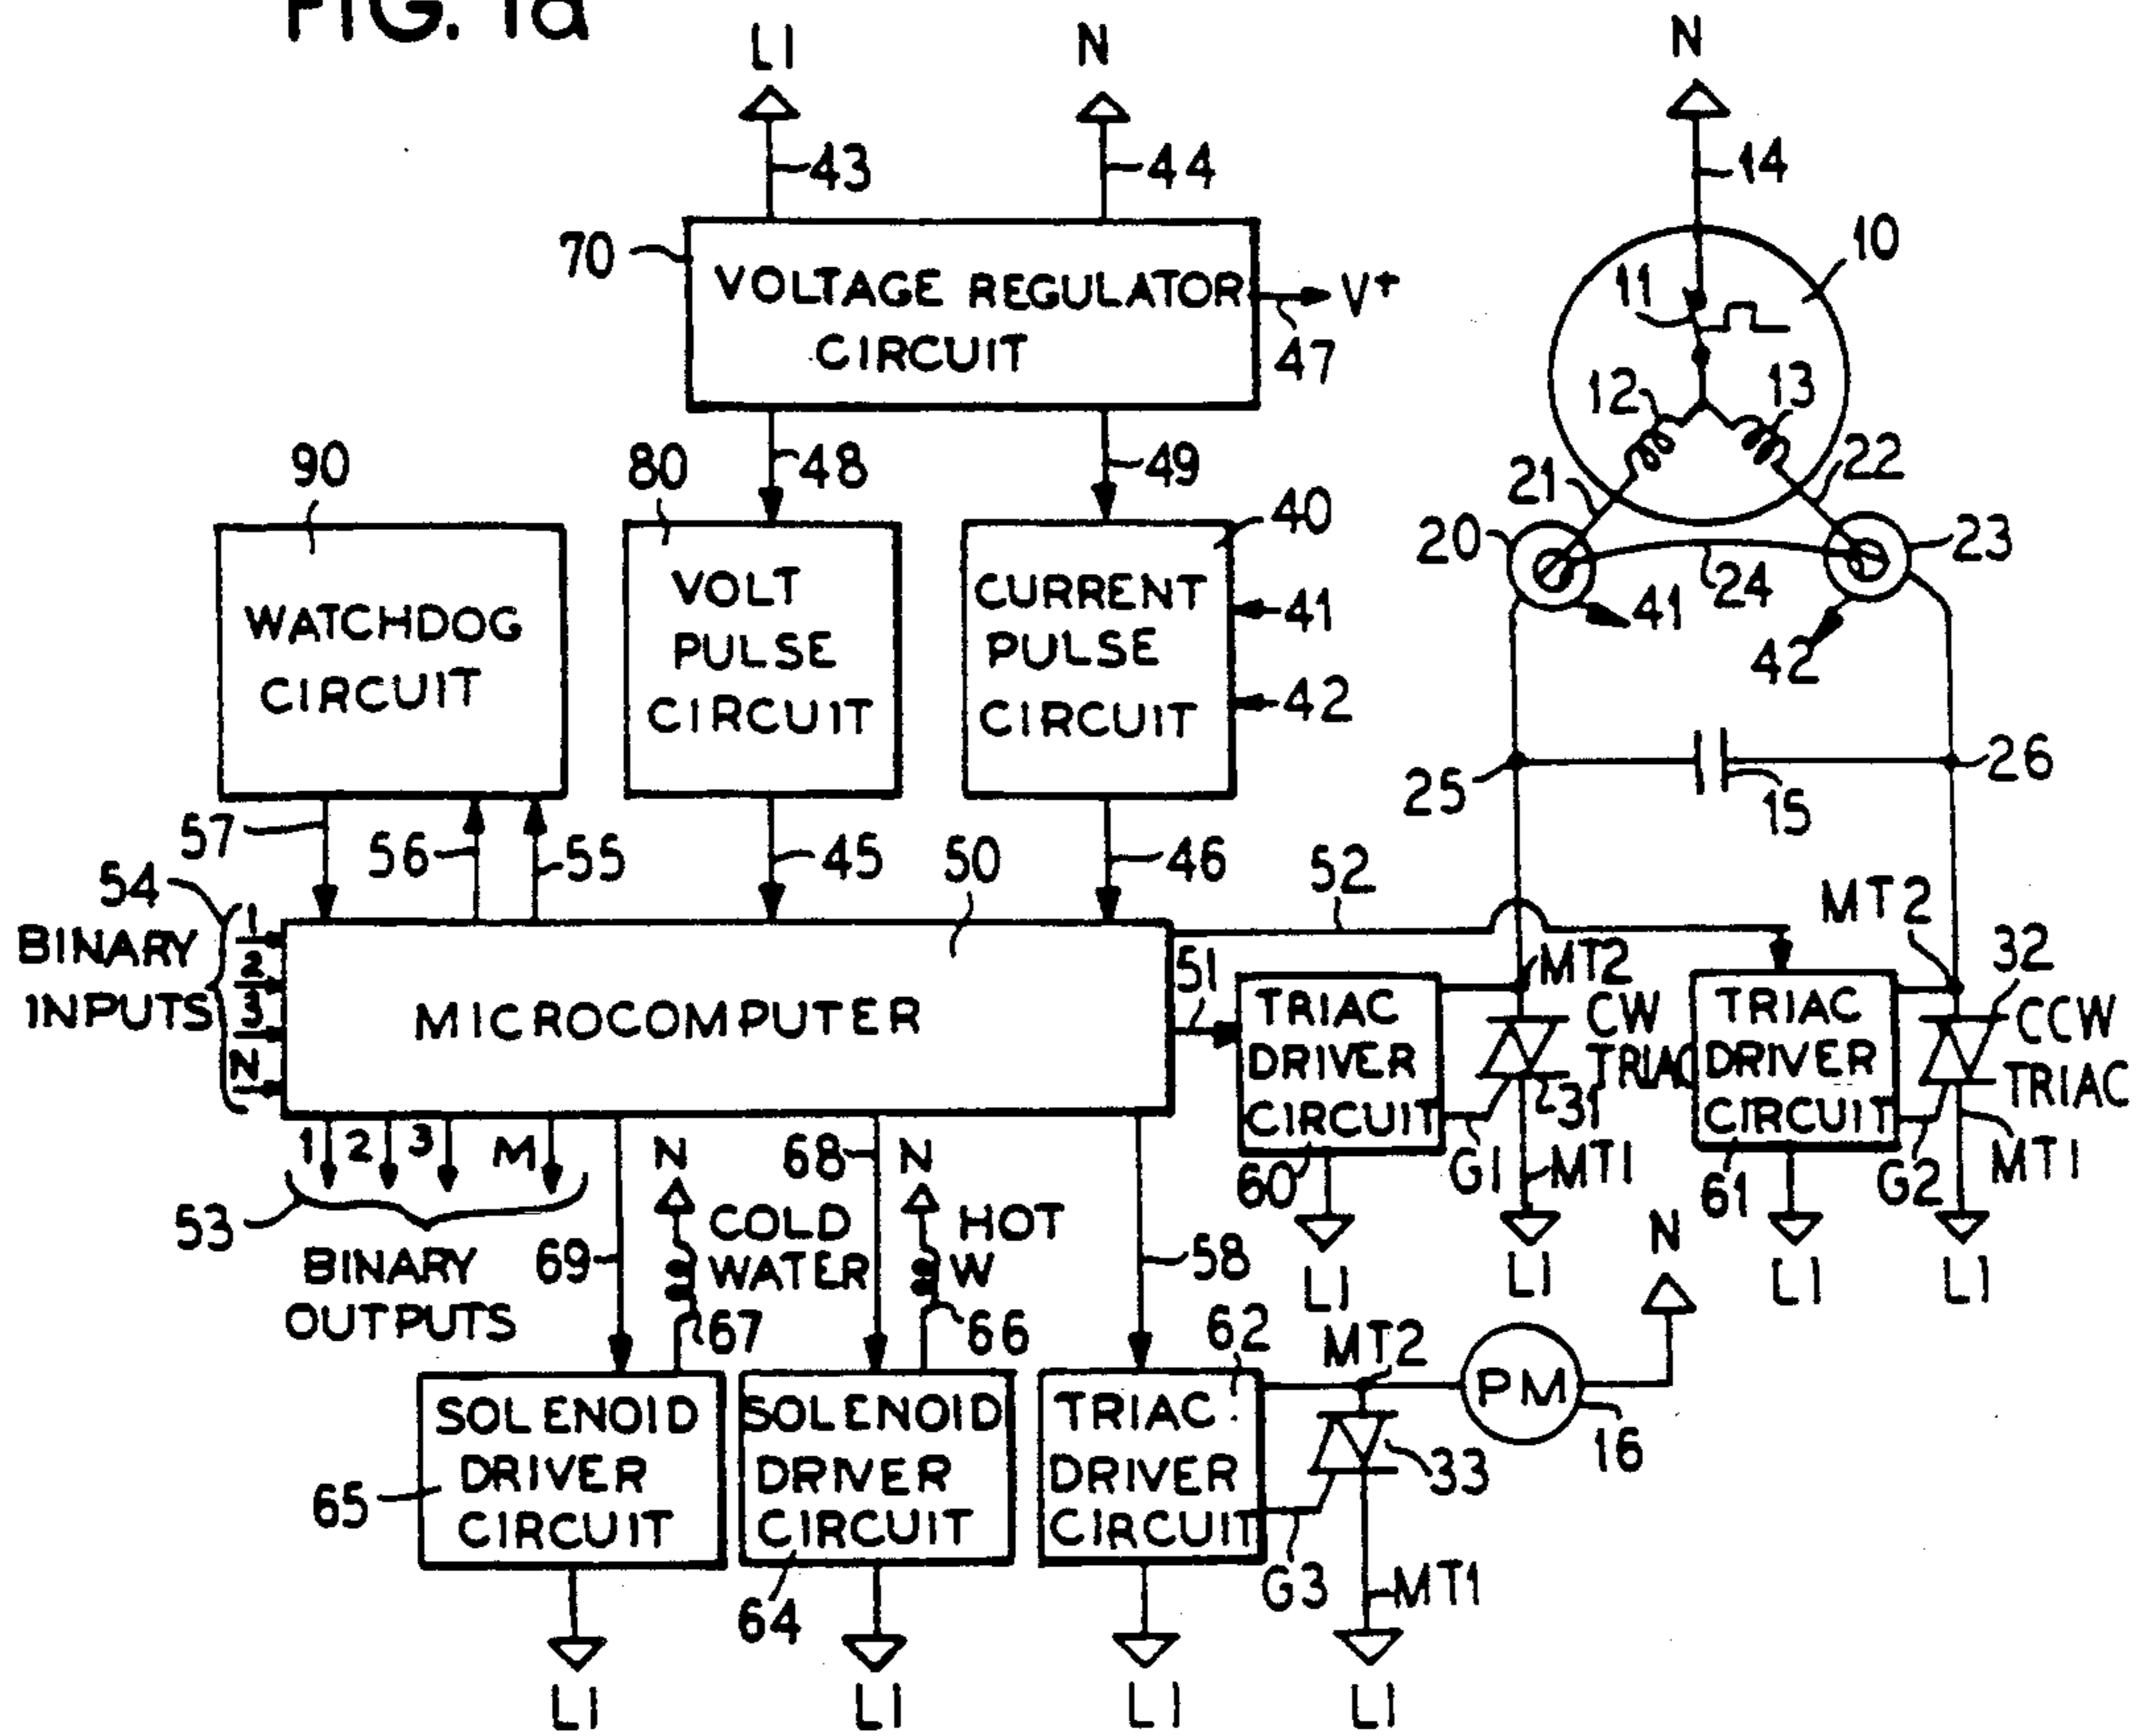 FIG. 1a
L1
N
N
43
44
14
70
VOLTAGE REGULATOR
CIRCUIT
V+
47
10
11
12
13
90
80
48
49
40
21
22
20
23
24
41
42
WATCHDOG
CIRCUIT
VOLT
PULSE
CIRCUIT
CURRENT
PULSE
CIRCUIT
41
42
25
15
26
57
56
55
45
50
46
52
54
BINARY
INPUTS
1
2
3
N
MICROCOMPUTER
51
TRIAC
DRIVER
CIRCUIT
60
L1
MT2
CW
TRIAC
31
G1
MT1
L1
TRIAC
DRIVER
CIRCUIT
61
L1
MT2
32
CCW
TRIAC
G2
MT1
L1
1
2
3
M
53
BINARY
OUTPUTS
69
N
COLD
WATER
67
68
N
HOT
W
66
58
62
MT2
N
PM
16
SOLENOID
DRIVER
CIRCUIT
65
SOLENOID
DRIVER
CIRCUIT
64
TRIAC
DRIVER
CIRCUIT
33
G3
MT1
L1
L1
L1
L1